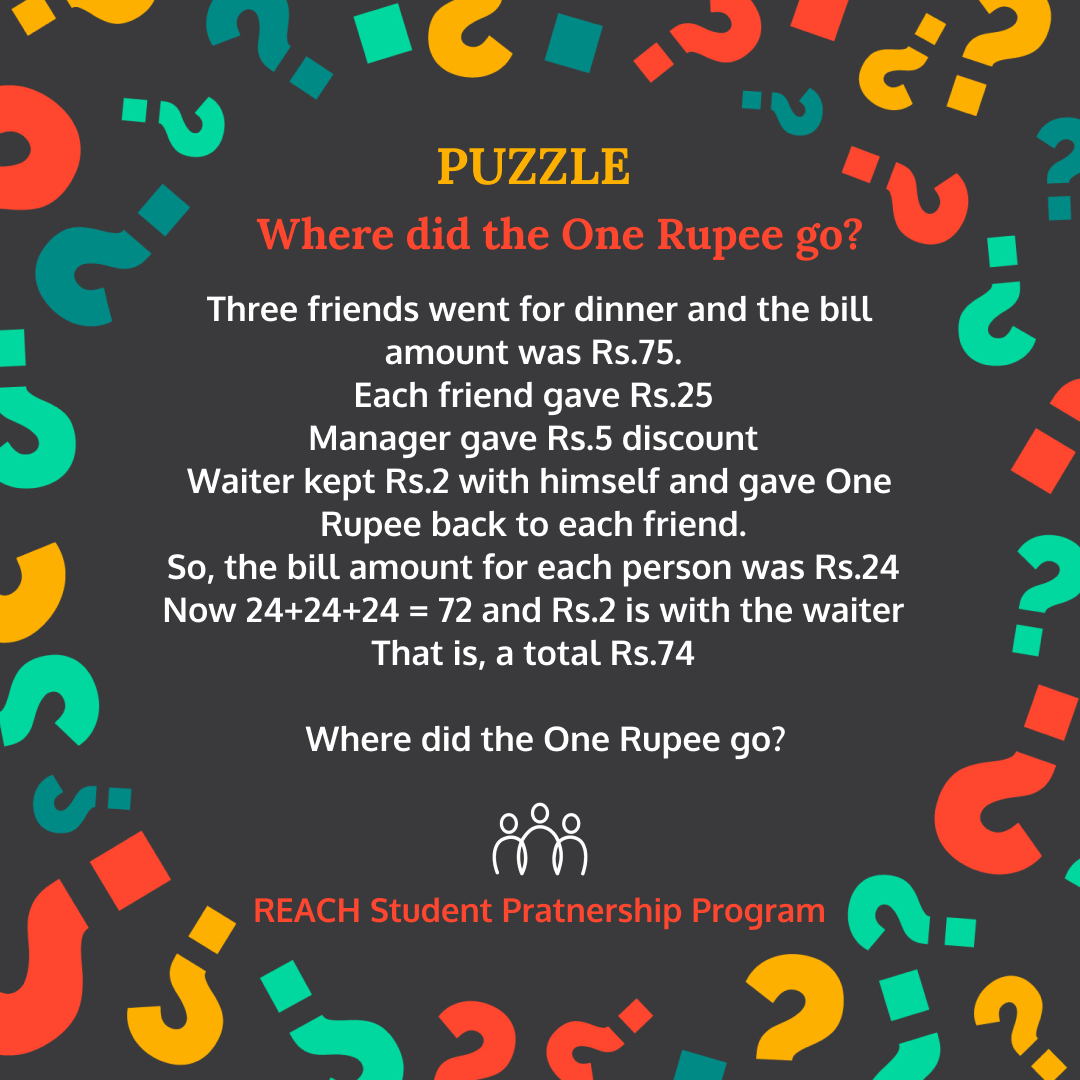 PUZZLE
Where did the One Rupee go?
Three friends went for dinner and the bill
amount was Rs.75.
Each friend gave Rs.25
Manager gave Rs.5 discount
Waiter kept Rs.2 with himself and gave One
Rupee back to each friend.
So, the bill amount for each person was Rs.24
Now 24+24+24 = 72 and Rs.2 is with the waiter
That is, a total Rs.74
Where did the One Rupee go?
REACH Student Pratnership Program